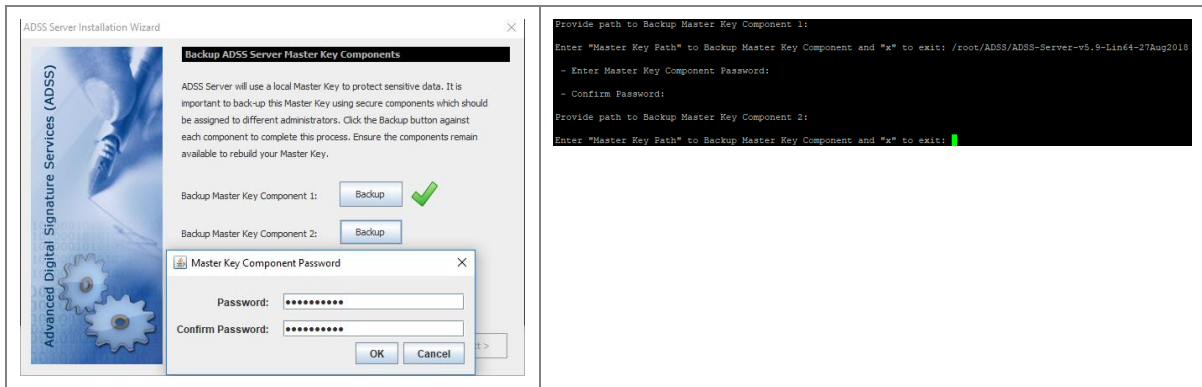 ADSS Server Installation Wizard
Advanced Digital Signature Services (ADSS)
Backup ADSS Server Master Key Components
ADSS Server will use a local Master Key to protect sensitive data. It is
important to back-up this Master Key using secure components which should
be assigned to different administrators. Click the Backup button against
each component to complete this process. Ensure the components remain
available to rebuild your Master Key.
Backup Master Key Component 1: Backup
Backup Master Key Component 2: Backup
Master Key Component Password
Password: ••••••••••
Confirm Password: ••••••••••
OK Cancel
Provide path to Backup Master Key Component 1:
Enter "Master Key Path" to Backup Master Key Component and "x" to exit: /root/ADSS/ADSS-Server-v5.9-Lin64-27Aug2018
- Enter Master Key Component Password:
- Confirm Password:
Provide path to Backup Master Key Component 2:
Enter "Master Key Path" to Backup Master Key Component and "x" to exit: